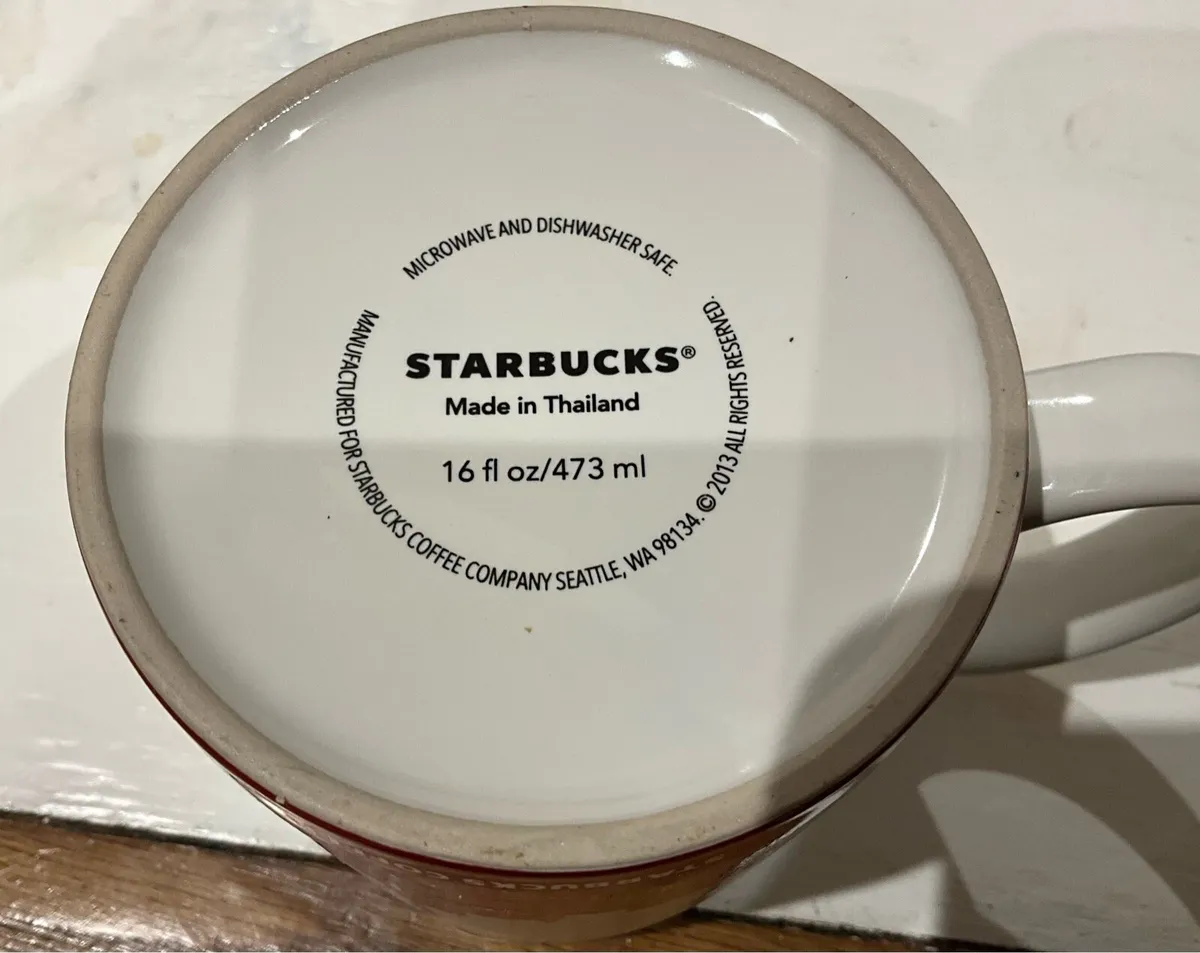 MICROWAVE AND DISHWASHER SAFE.
STARBUCKS®
Made in Thailand
16 fl oz/473 ml
MANUFACTURED FOR STARBUCKS COFFEE COMPANY SEATTLE, WA 98134. © 2013 ALL RIGHTS RESERVED.